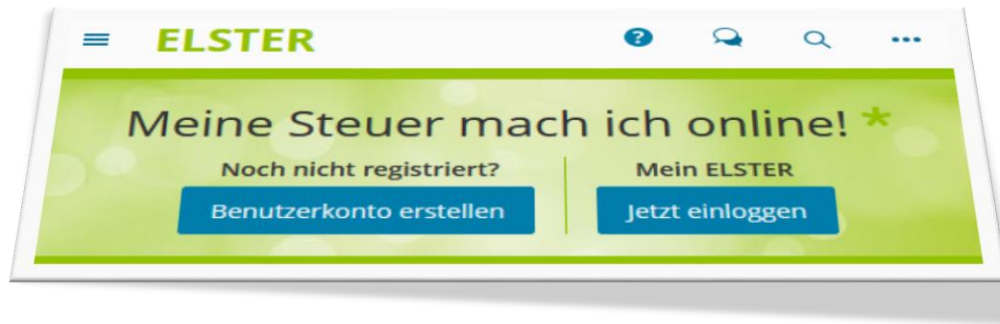 ELSTER
Meine Steuer mach ich online! *
Noch nicht registriert? Mein ELSTER
Benutzerkonto erstellen Jetzt einloggen